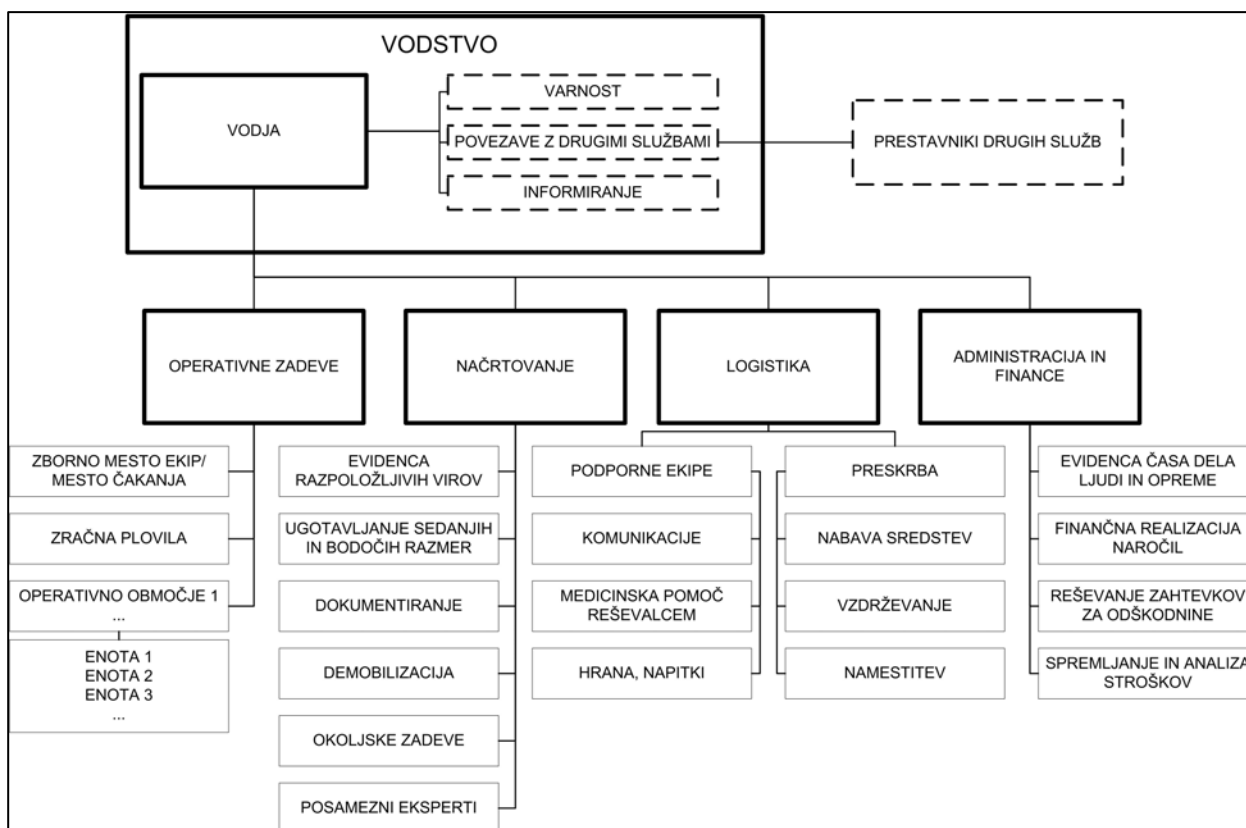 VODSTVO
VODJA
VARNOST
POVEZAVE Z DRUGIMI SLUŽBAMI
INFORMIRANJE
PRESTAVNIKI DRUGIH SLUŽB
OPERATIVNE ZADEVE
NAČRTOVANJE
LOGISTIKA
ADMINISTRACIJA IN
FINANCE
ZBORNO MESTO EKIP/
MESTO ČAKANJA
ZRAČNA PLOVILA
OPERATIVNO OBMOČJE 1
...
ENOTA 1
ENOTA 2
ENOTA 3
...
EVIDENCA
RAZPOLOŽLJIVIH VIROV
UGOTAVLJANJE SEDANJIH
IN BODOČIH RAZMER
DOKUMENTIRANJE
DEMOBILIZACIJA
OKOLJSKE ZADEVE
POSAMEZNI EKSPERTI
PODPORNE EKIPE
KOMUNIKACIJE
MEDICINSKA POMOČ
REŠEVALCEM
HRANA, NAPITKI
PRESKRBA
NABAVA SREDSTEV
VZDRŽEVANJE
NAMESTITEV
EVIDENCA ČASA DELA
LJUDI IN OPREME
FINANČNA REALIZACIJA
NAROČIL
REŠEVANJE ZAHTEVKOV
ZA ODŠKODNINE
SPREMLJANJE IN ANALIZA
STROŠKOV